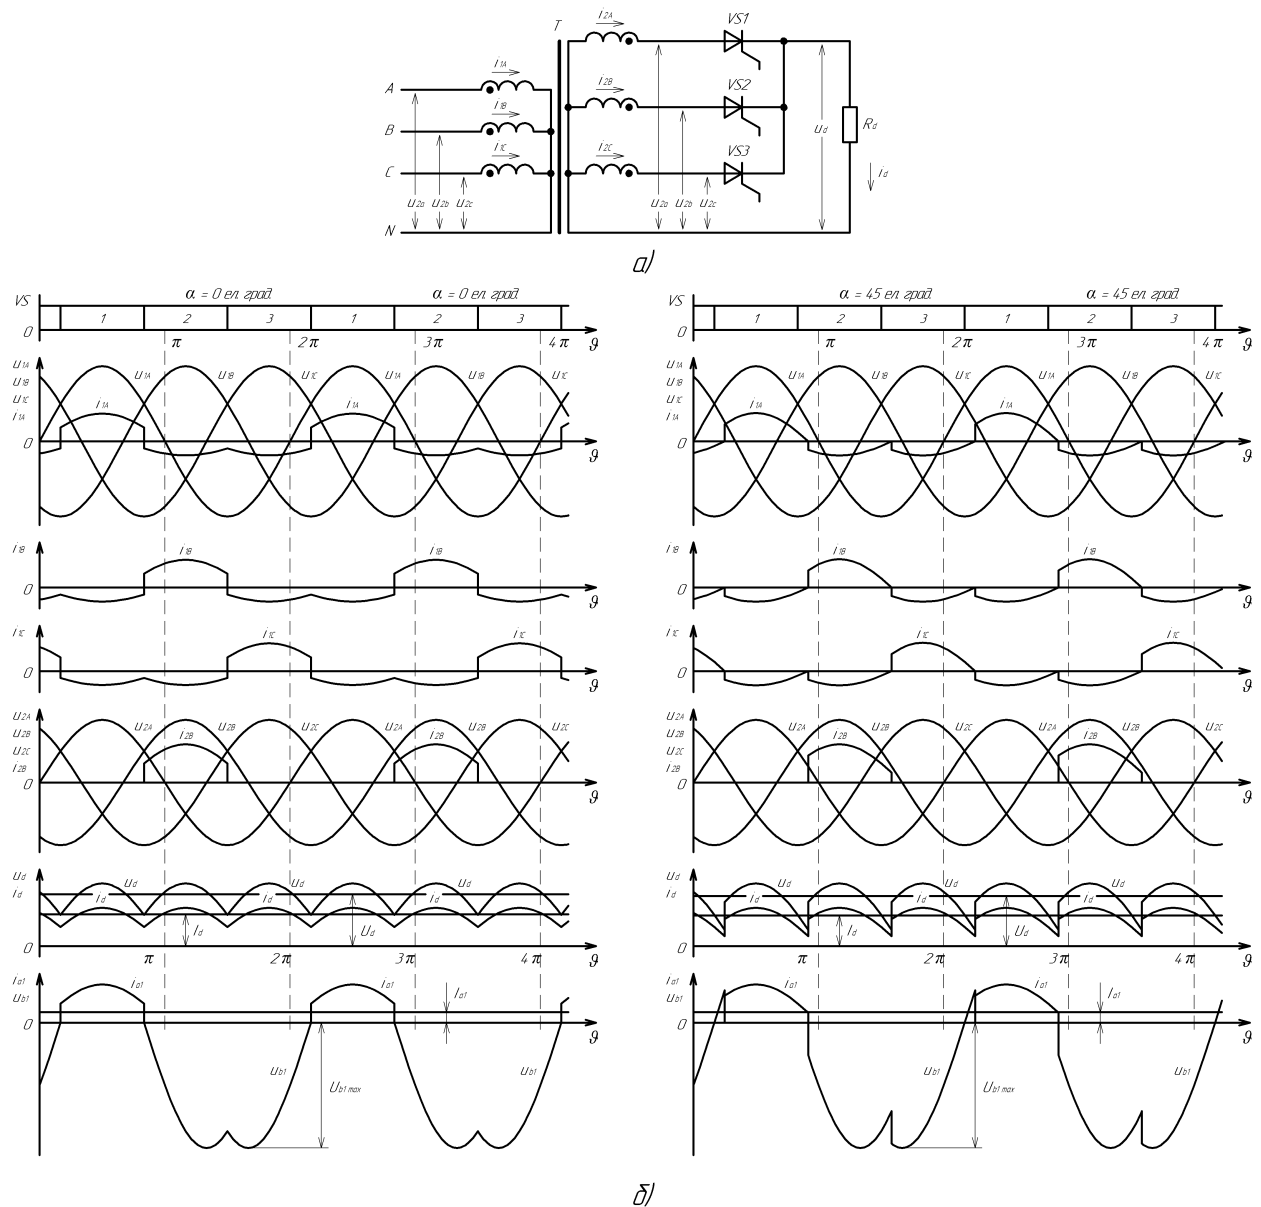 T
i2A
VS1
i1A
A
i2B
VS2
i1B
B
ud
Rd
i2C
VS3
i1C
C
id
u2a u2b u2c
u2a u2b u2c
N
а)
α = 0 ел. град. α = 0 ел. град.
VS 1 2 3 1 2 3
0 π 2π 3π 4π ϑ
u1A
u1B
u1C
i1A
u1A u1B u1C u1A u1B u1C
i1A i1A
0 ϑ
i1B i1B i1B
0 ϑ
i1C i1C i1C
0 ϑ
u2A
u2B
u2C
i2B
u2A u2B u2C u2A u2B u2C
i2B i2B
0 ϑ
ud
id
ud ud ud
id id id
Id Ud
0 π 2π 3π 4π ϑ
ia1
ub1
ia1 ia1 Ia1
0 ϑ
ub1 Ub1 max ub1
α = 45 ел. град. α = 45 ел. град.
VS 1 2 3 1 2 3
0 π 2π 3π 4π ϑ
u1A
u1B
u1C
i1A
u1A u1B u1C u1A u1B u1C
i1A i1A
0 ϑ
i1B i1B i1B
0 ϑ
i1C i1C i1C
0 ϑ
u2A
u2B
u2C
i2B
u2A u2B u2C u2A u2B u2C
i2B i2B
0 ϑ
ud
id
ud ud ud
id id id
Id Ud
0 π 2π 3π 4π ϑ
ia1
ub1
ia1 ia1 Ia1
0 ϑ
ub1 Ub1 max ub1
б)